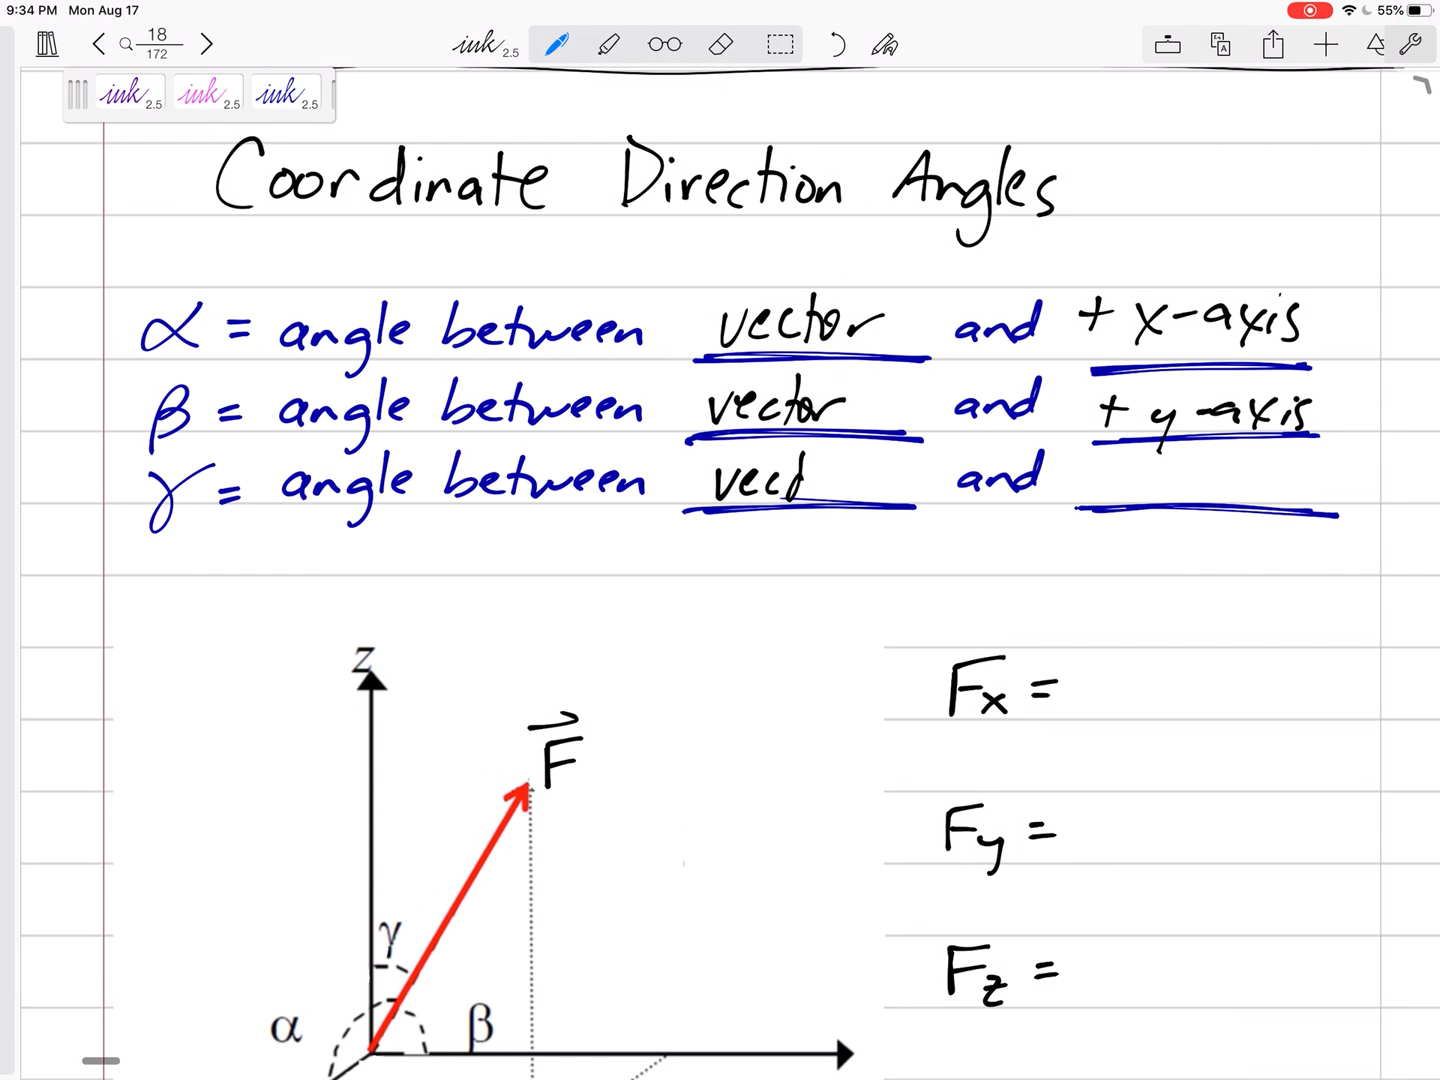 9:34 PM Mon Aug 17
55%
18
172
ink 2.5
ink 2.5 ink 2.5 ink 2.5
Coordinate Direction Angles
α = angle between vector and + x-axis
β = angle between vector and + y-axis
γ = angle between vect and
z
F
γ
α
β
Fx =
Fy =
Fz =